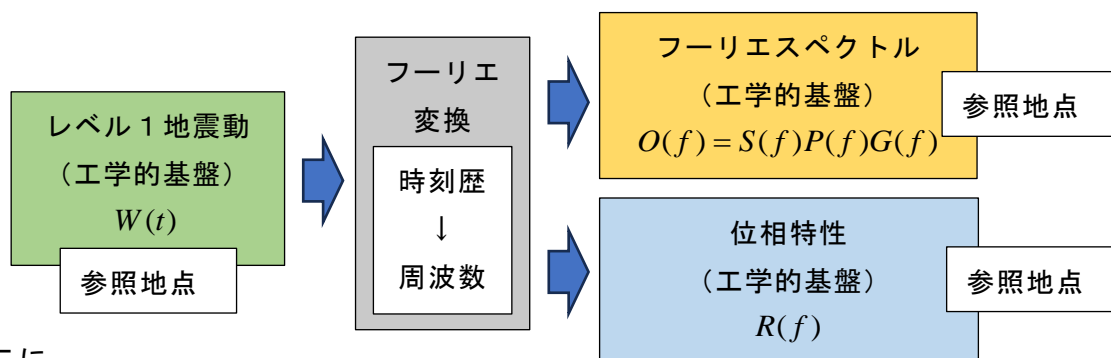 レベル１地震動
（工学的基盤）
W(t)
参照地点
フーリエ
変換
時刻歴
↓
周波数
フーリエスペクトル
（工学的基盤）
O(f) = S(f)P(f)G(f)
参照地点
位相特性
（工学的基盤）
R(f)
参照地点